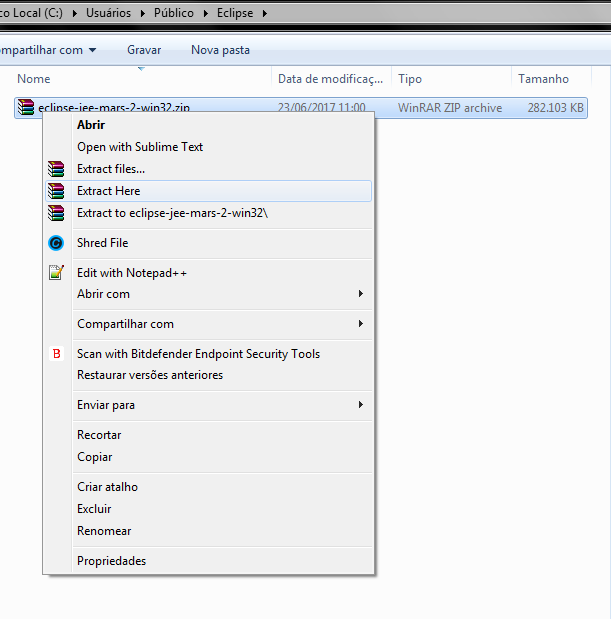 co Local (C:) ▸ Usuários ▸ Público ▸ Eclipse ▸
ompartilhar com Gravar Nova pasta
Nome Data de modificaç... Tipo Tamanho
eclipse-jee-mars-2-win32.zip 23/06/2017 11:00 WinRAR ZIP archive 282.103 KB
Abrir
Open with Sublime Text
Extract files...
Extract Here
Extract to eclipse-jee-mars-2-win32\
Shred File
Edit with Notepad++
Abrir com
Compartilhar com
B Scan with Bitdefender Endpoint Security Tools
Restaurar versões anteriores
Enviar para
Recortar
Copiar
Criar atalho
Excluir
Renomear
Propriedades